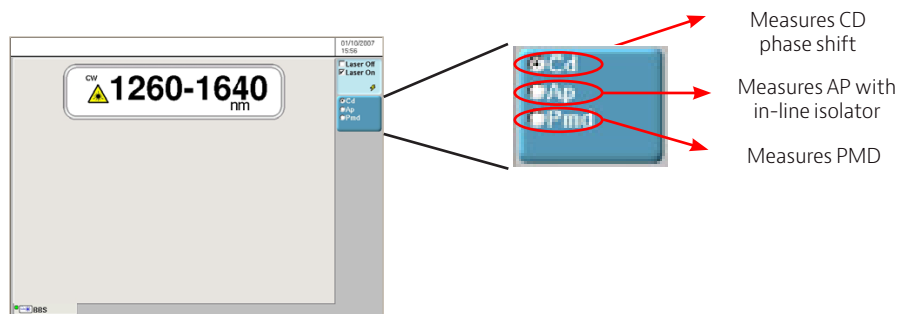 01/10/2007
15:56
Laser Off
Laser On
Cd
Ap
Pmd
CW
1260-1640
nm
BBS
Cd
Ap
Pmd
Measures CD
phase shift
Measures AP with
in-line isolator
Measures PMD